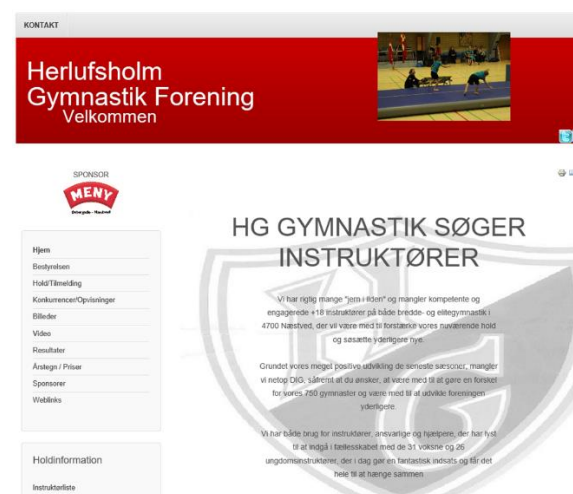 KONTAKT
Herlufsholm
Gymnastik Forening
Velkommen
SPONSOR
MENY
Hjem
Bestyrelsen
Hold/Tilmelding
Konkurrencer/Opvisninger
Billeder
Video
Resultater
Årstegn / Priser
Sponsorer
Weblinks
Holdinformation
Instruktørliste
HG GYMNASTIK SØGER
INSTRUKTØRER
Vi har rigtig mange "jern i ilden" og mangler kompetente og
engagerede +18 instruktører på både bredde- og elitegymnastik i
4700 Næstved, der vil være med til forstærke vores nuværende hold
og søsætte yderligere nye.
Grundet vores meget positive udvikling de seneste sæsoner, mangler
vi netop DIG, såfremt at du ønsker, at være med til at gøre en forskel
for vores 750 gymnaster og være med til at udvikle foreningen
yderligere.
Vi har både brug for instruktører, ansvarlige og hjælpere, der har lyst
til at indgå i fællesskabet med de 31 voksne og 26
ungdomsinstruktører, der i dag gør en fantastisk indsats og får det
hele til at hænge sammen.